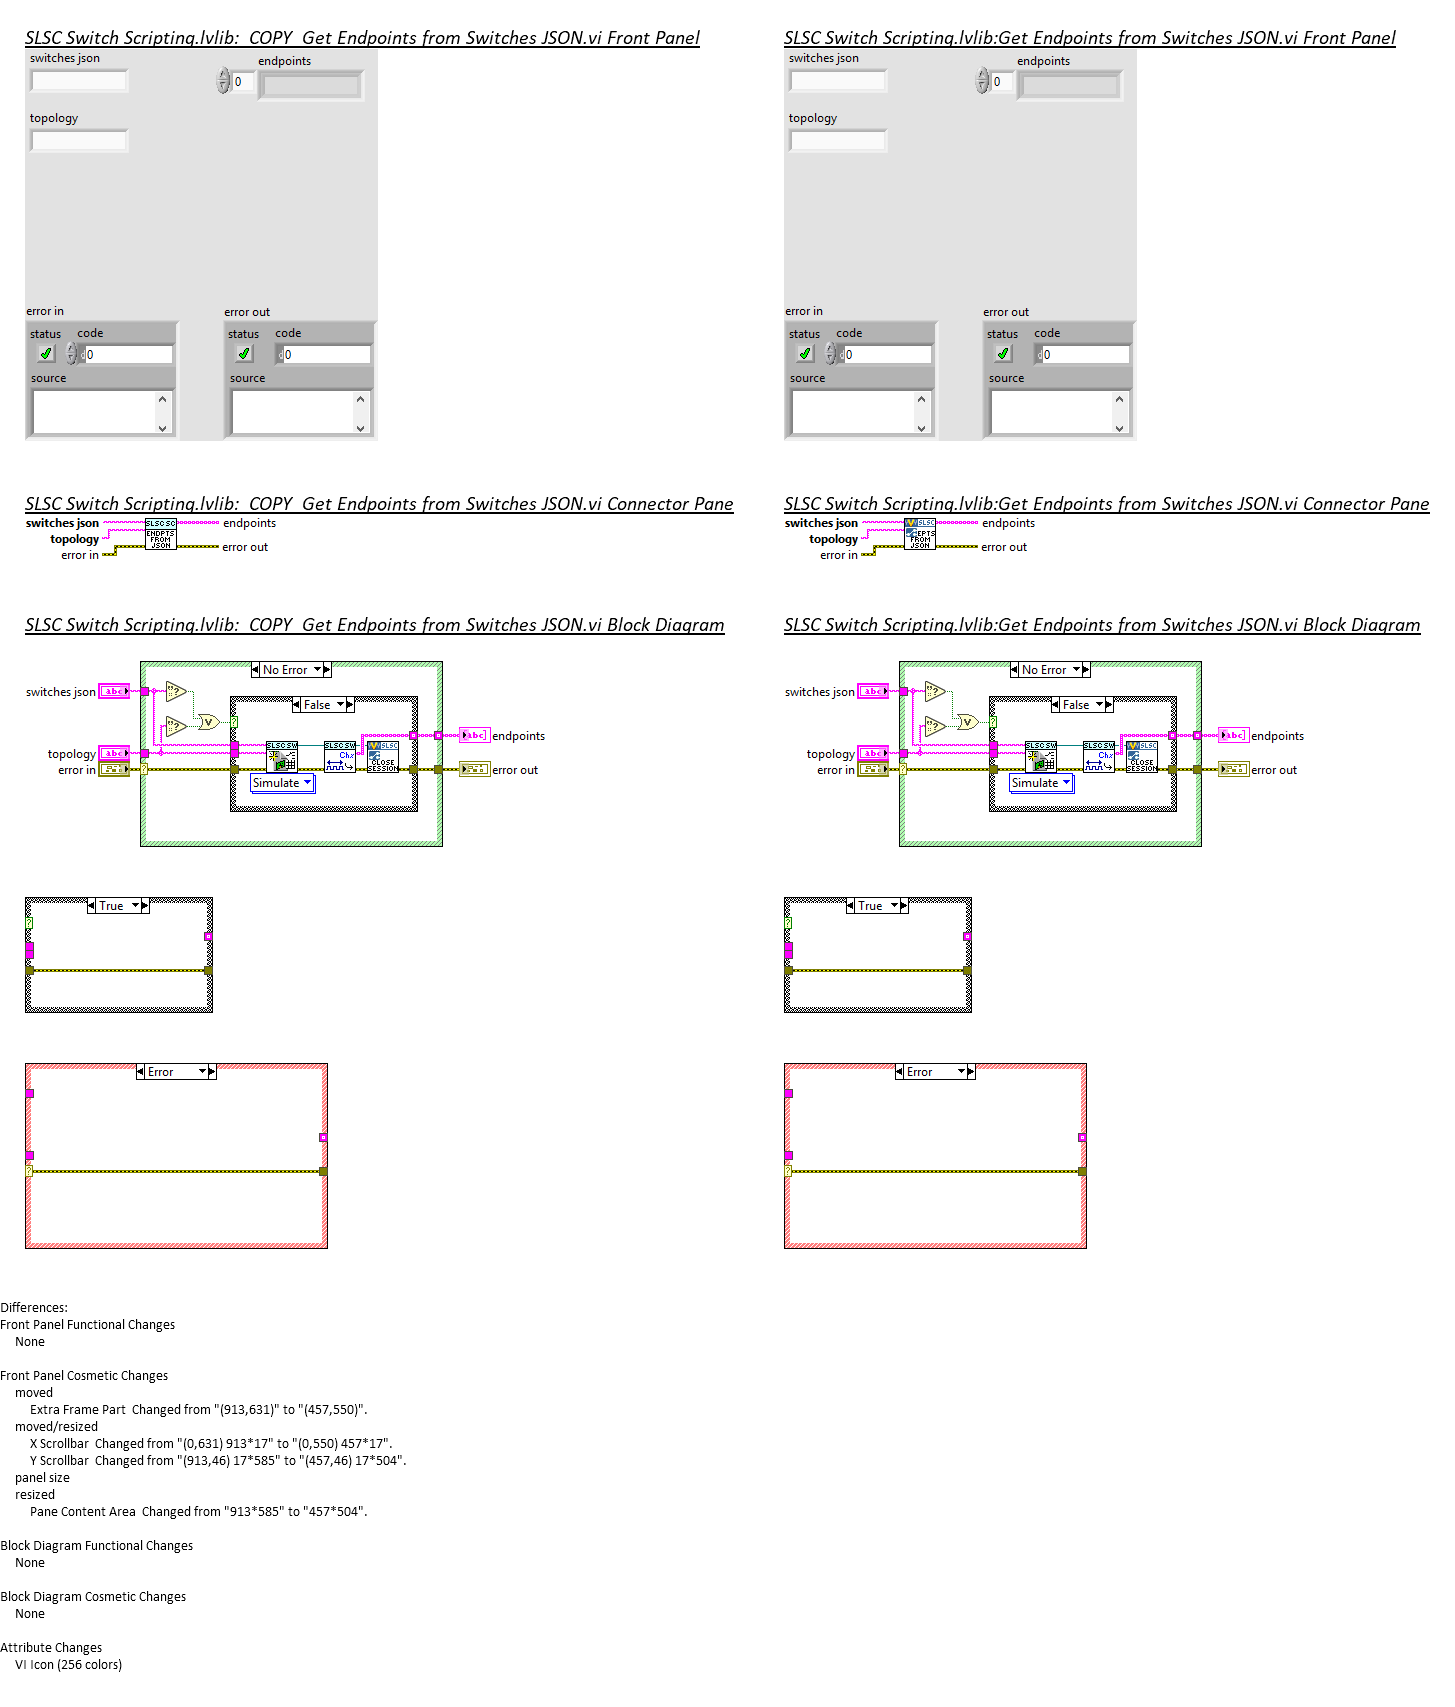 SLSC Switch Scripting.lvlib:  COPY  Get Endpoints from Switches JSON.vi Front Panel
switches json
0
endpoints
topology
error in
status
code
0
source
error out
status
code
0
source
SLSC Switch Scripting.lvlib:Get Endpoints from Switches JSON.vi Front Panel
switches json
0
endpoints
topology
error in
status
code
0
source
error out
status
code
0
source
SLSC Switch Scripting.lvlib:  COPY  Get Endpoints from Switches JSON.vi Connector Pane
switches json
topology
error in
SLSC SC
ENDPTS
FROM
JSON
endpoints
error out
SLSC Switch Scripting.lvlib:Get Endpoints from Switches JSON.vi Connector Pane
switches json
topology
error in
SLSC
EPTS
FROM
JSON
endpoints
error out
SLSC Switch Scripting.lvlib:  COPY  Get Endpoints from Switches JSON.vi Block Diagram
No Error
switches json
abc
?
False
?
V
?
topology
abc
error in
?
SLSC SW
SLSC SW
Chx
SLSC
CLOSE
SESSION
Simulate
abc
endpoints
error out
SLSC Switch Scripting.lvlib:Get Endpoints from Switches JSON.vi Block Diagram
No Error
switches json
abc
?
False
?
V
?
topology
abc
error in
?
SLSC SW
SLSC SW
Chx
SLSC
CLOSE
SESSION
Simulate
abc
endpoints
error out
True
?
True
?
Error
?
Error
?
Differences:
Front Panel Functional Changes
None
Front Panel Cosmetic Changes
moved
Extra Frame Part  Changed from "(913,631)" to "(457,550)".
moved/resized
X Scrollbar  Changed from "(0,631) 913*17" to "(0,550) 457*17".
Y Scrollbar  Changed from "(913,46) 17*585" to "(457,46) 17*504".
panel size
resized
Pane Content Area  Changed from "913*585" to "457*504".
Block Diagram Functional Changes
None
Block Diagram Cosmetic Changes
None
Attribute Changes
VI Icon (256 colors)